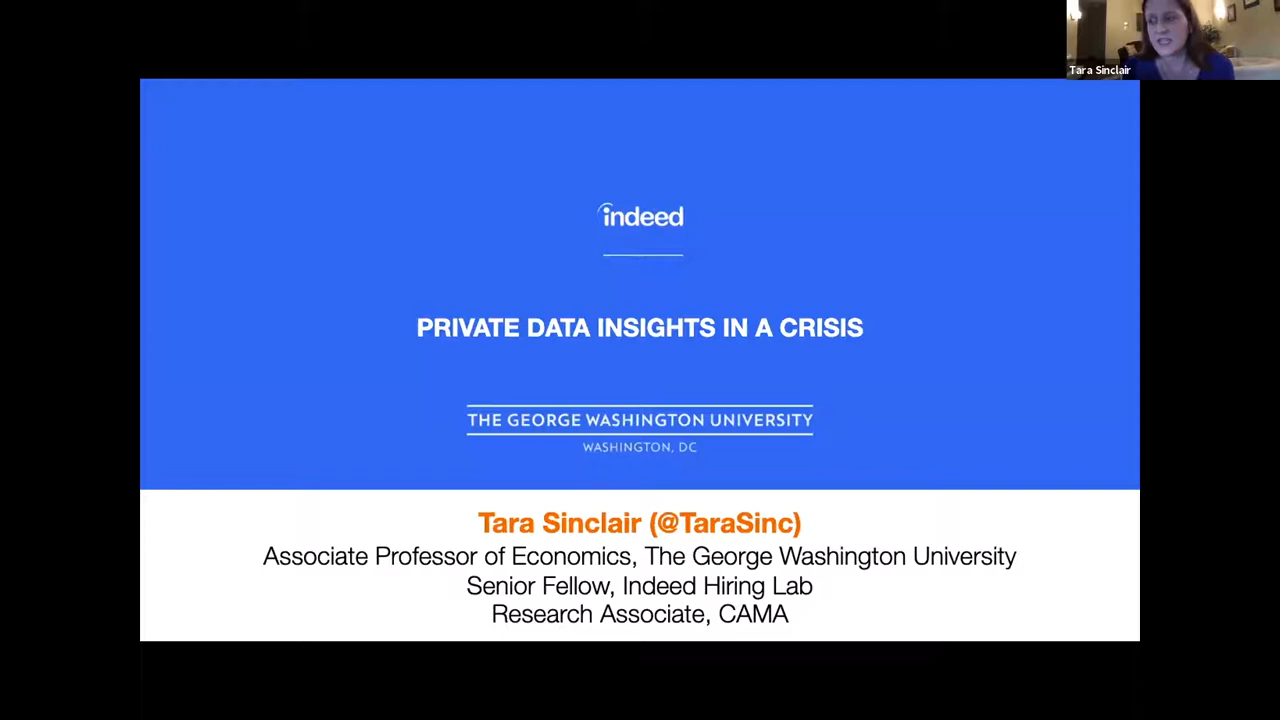 Tara Sinclair
indeed
PRIVATE DATA INSIGHTS IN A CRISIS
THE GEORGE WASHINGTON UNIVERSITY
WASHINGTON, DC
Tara Sinclair (@TaraSinc)
Associate Professor of Economics, The George Washington University
Senior Fellow, Indeed Hiring Lab
Research Associate, CAMA